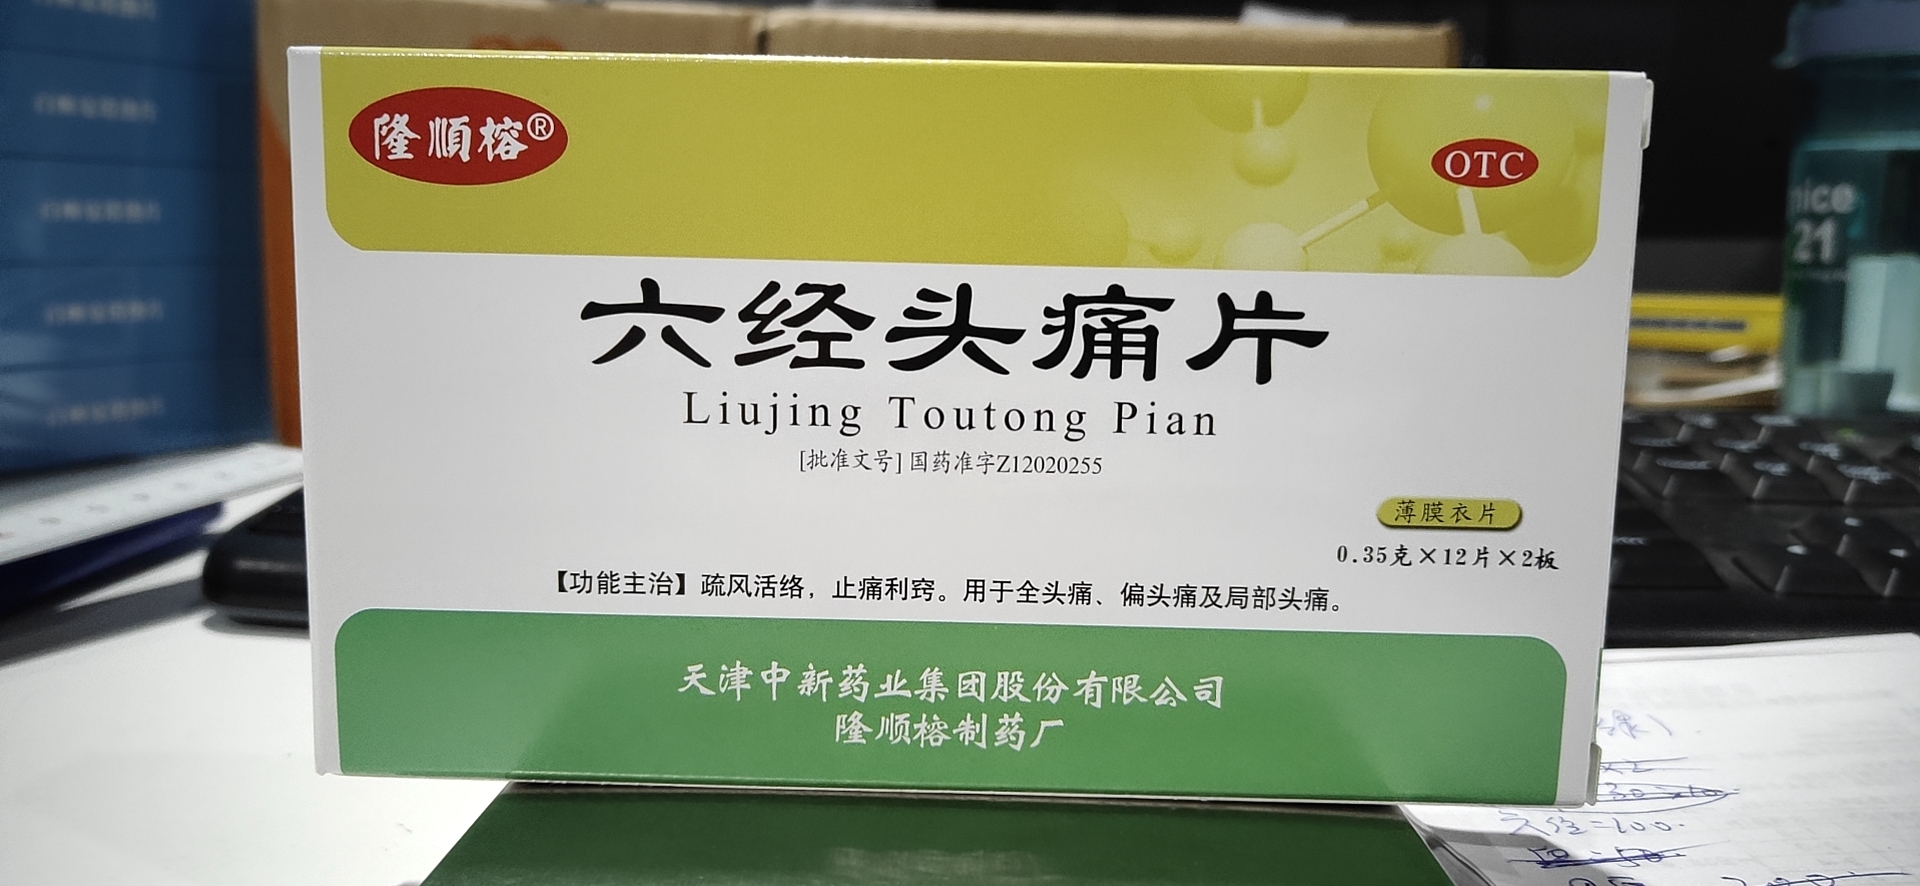 隆順榕®
OTC
六经头痛片
Liujing Toutong Pian
[批准文号] 国药准字Z12020255
薄膜衣片
0.35克×12片×2板
【功能主治】疏风活络，止痛利窍。用于全头痛、偏头痛及局部头痛。
天津中新药业集团股份有限公司
隆顺榕制药厂
nice
21